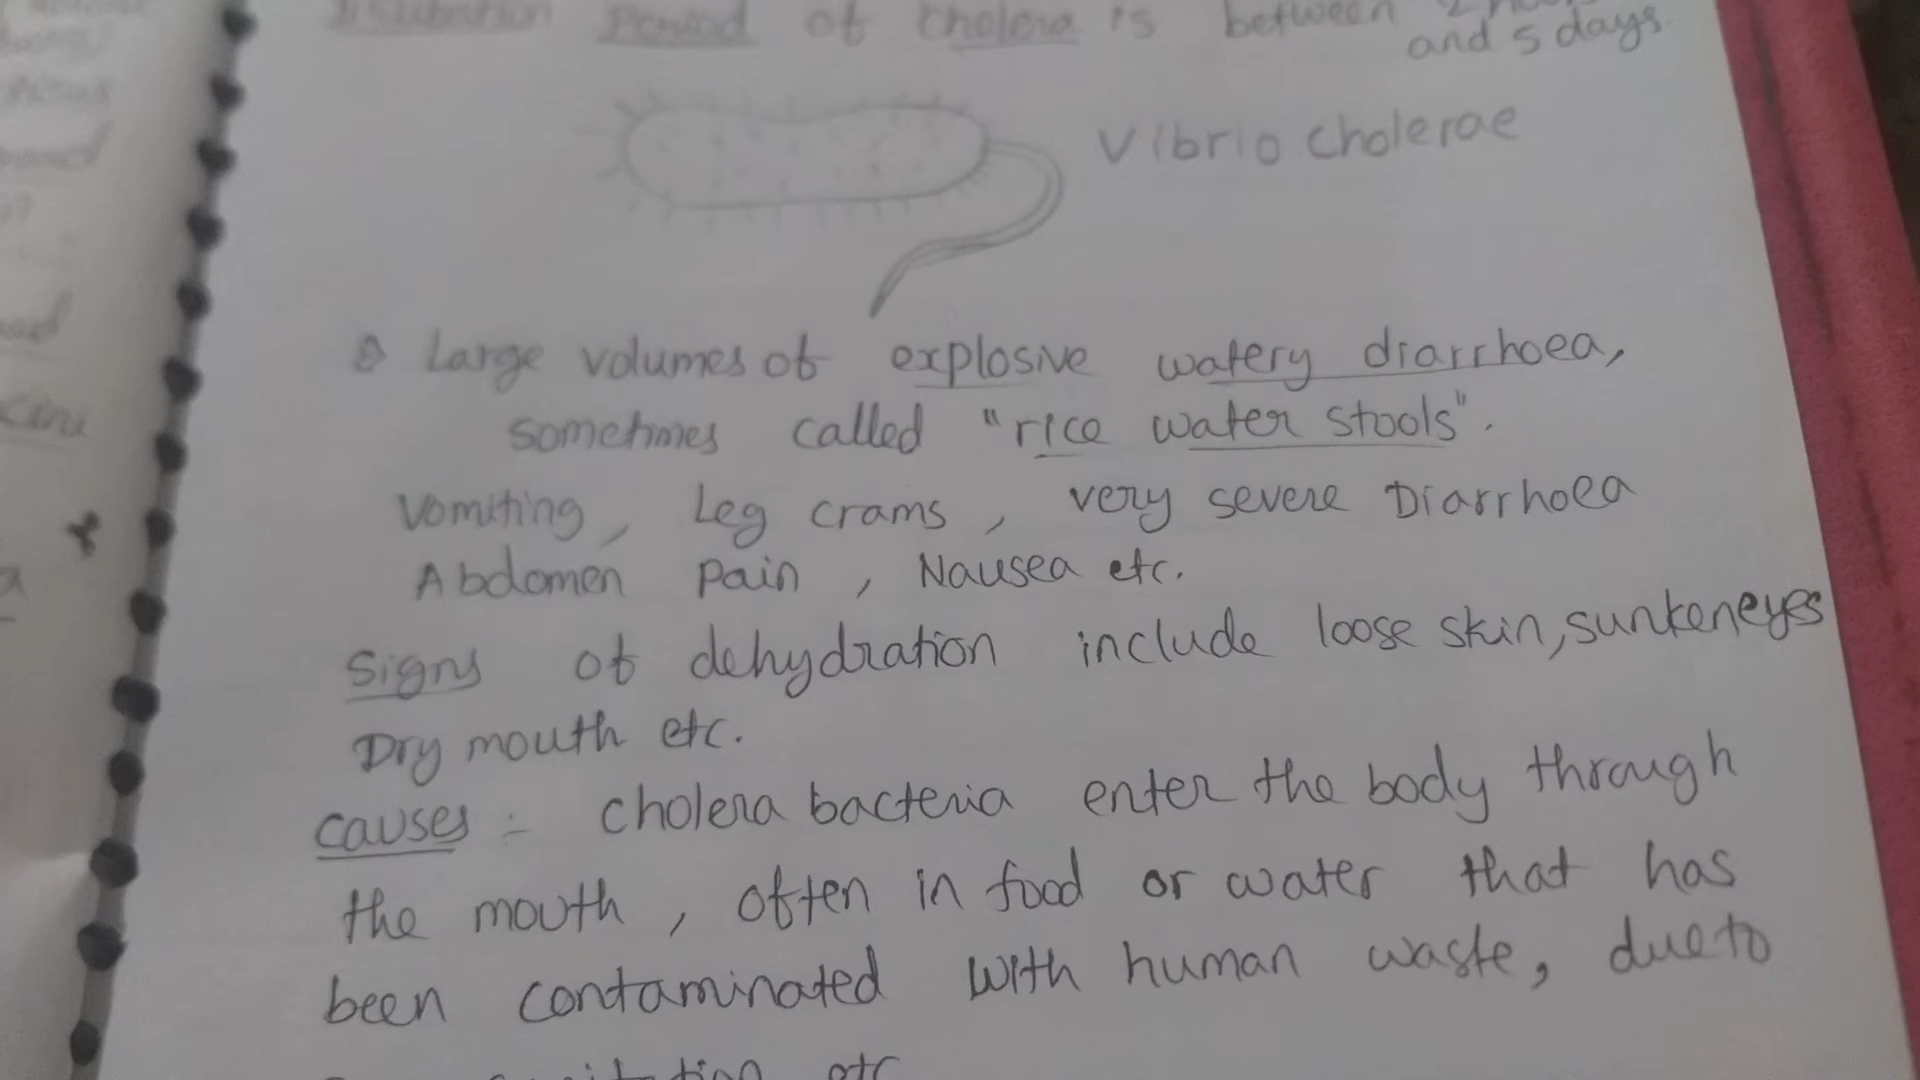 Period of cholera is between 2
and 5 days.
Vibrio cholerae
Large volumes of explosive watery diarrhoea,
sometimes called "rice water stools".
Vomiting, Leg crams, very severe Diarrhoea
Abdomen Pain, Nausea etc.
Signs of dehydration include loose skin, sunkeneyes
Dry mouth etc.
causes :- cholera bacteria enter the body through
the mouth, often in food or water that has
been contaminated with human waste, due to
etc